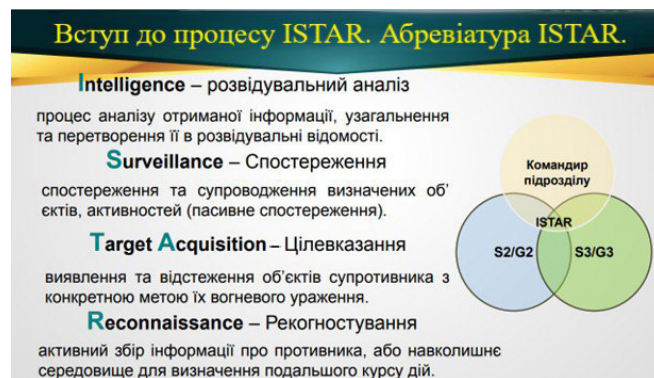 Вступ до процесу ISTAR. Абревіатура ISTAR.
Intelligence – розвідувальний аналіз
процес аналізу отриманої інформації, узагальнення
та перетворення її в розвідувальні відомості.
Surveillance – Спостереження
спостереження та супроводження визначених об’
єктів, активностей (пасивне спостереження).
Target Acquisition – Цілевказання
виявлення та відстеження об’єктів супротивника з
конкретною метою їх вогневого ураження.
Reconnaissance – Рекогностування
активний збір інформації про противника, або навколишнє
середовище для визначення подальшого курсу дій.
Командир
підрозділу
ISTAR
S2/G2
S3/G3